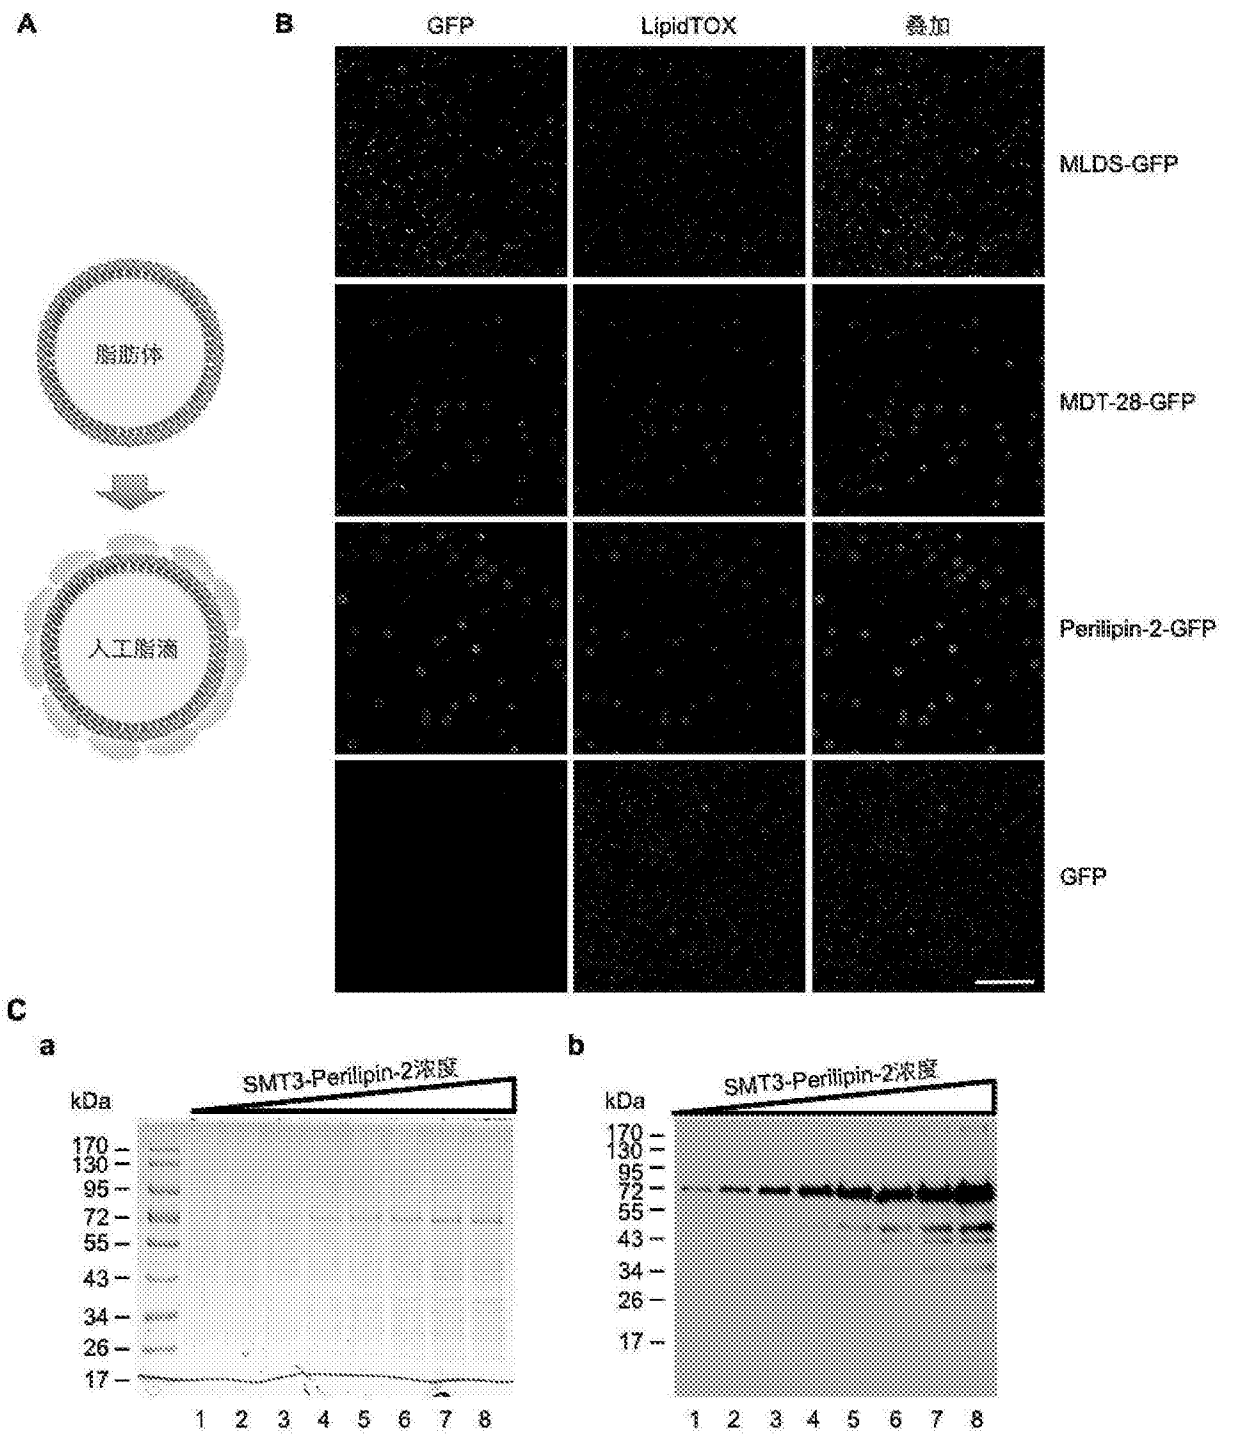 A
B
GFP
LipidTOX
叠加
MLDS-GFP
脂肪体
MDT-28-GFP
人工脂滴
Perilipin-2-GFP
GFP
C
a
SMT3-Perilipin-2浓度
kDa
170
130
95
72
55
43
34
26
17
1 2 3 4 5 6 7 8
b
SMT3-Perilipin-2浓度
kDa
170
130
95
72
55
43
34
26
17
1 2 3 4 5 6 7 8